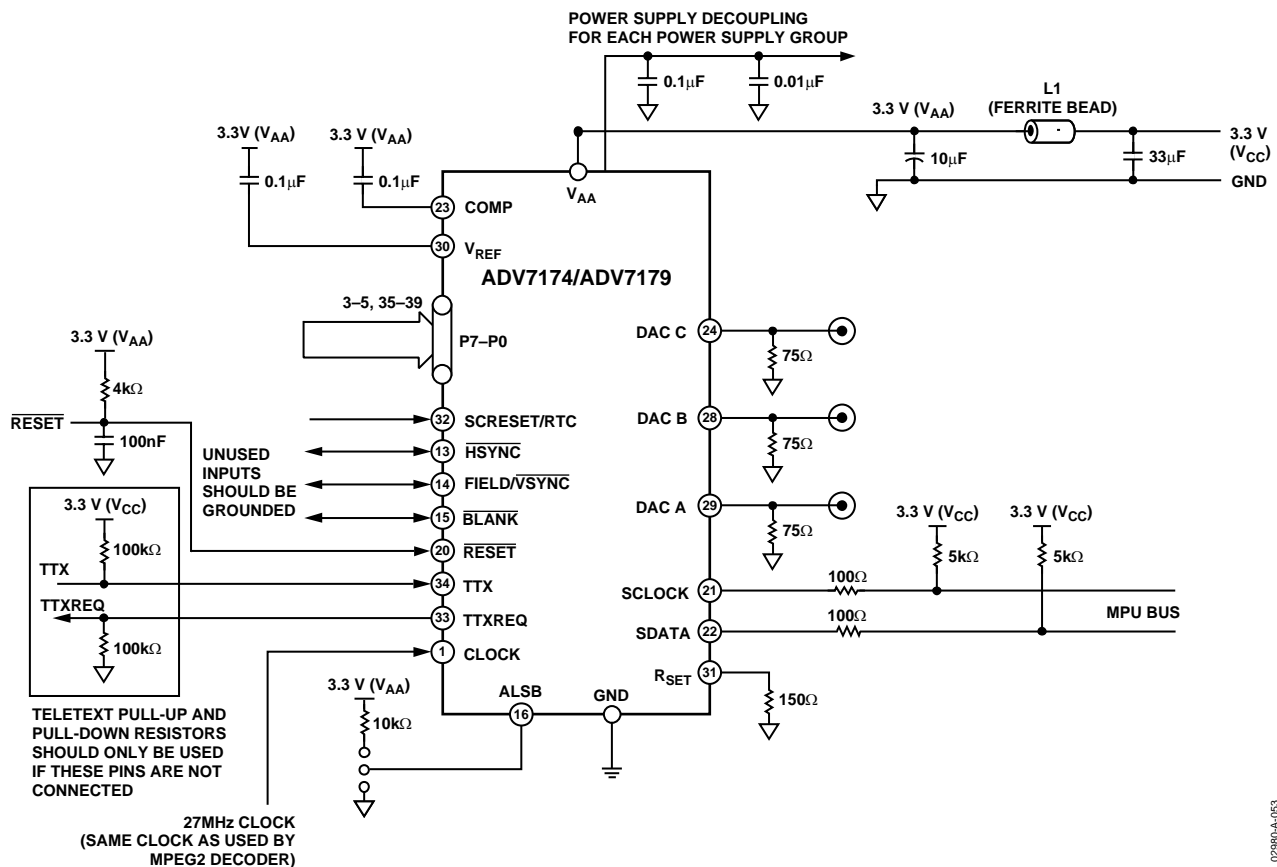 POWER SUPPLY DECOUPLING
FOR EACH POWER SUPPLY GROUP
0.1μF
0.01μF
L1
(FERRITE BEAD)
3.3 V (VAA)
3.3 V
(VCC)
10μF
33μF
GND
3.3V (VAA)
3.3 V (VAA)
0.1μF
0.1μF
VAA
23
COMP
30
VREF
ADV7174/ADV7179
3–5, 35–39
P7–P0
3.3 V (VAA)
4kΩ
RESET
100nF
UNUSED
INPUTS
SHOULD BE
GROUNDED
32
SCRESET/RTC
13
HSYNC
14
FIELD/VSYNC
15
BLANK
20
RESET
34
TTX
33
TTXREQ
1
CLOCK
3.3 V (VCC)
100kΩ
TTX
TTXREQ
100kΩ
TELETEXT PULL-UP AND
PULL-DOWN RESISTORS
SHOULD ONLY BE USED
IF THESE PINS ARE NOT
CONNECTED
27MHz CLOCK
(SAME CLOCK AS USED BY
MPEG2 DECODER)
3.3 V (VAA)
10kΩ
ALSB
16
GND
DAC C
24
75Ω
DAC B
28
75Ω
DAC A
29
75Ω
3.3 V (VCC)
3.3 V (VCC)
5kΩ
5kΩ
SCLOCK
21
100Ω
SDATA
22
100Ω
MPU BUS
RSET
31
150Ω
02980-A-053